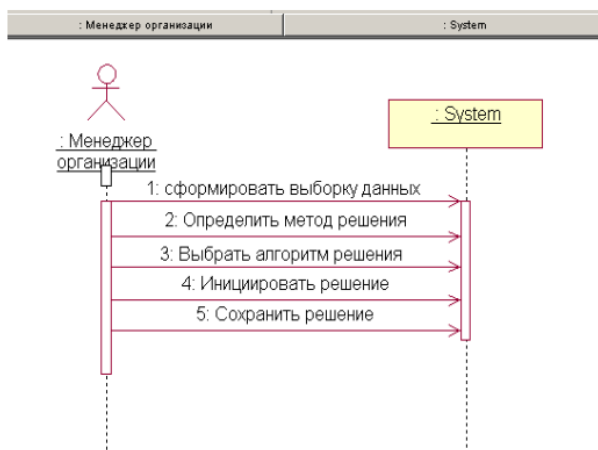 : Менеджер организации
: System
: Менеджер
организации
: System
1: сформировать выборку данных
2: Определить метод решения
3: Выбрать алгоритм решения
4: Инициировать решение
5: Сохранить решение